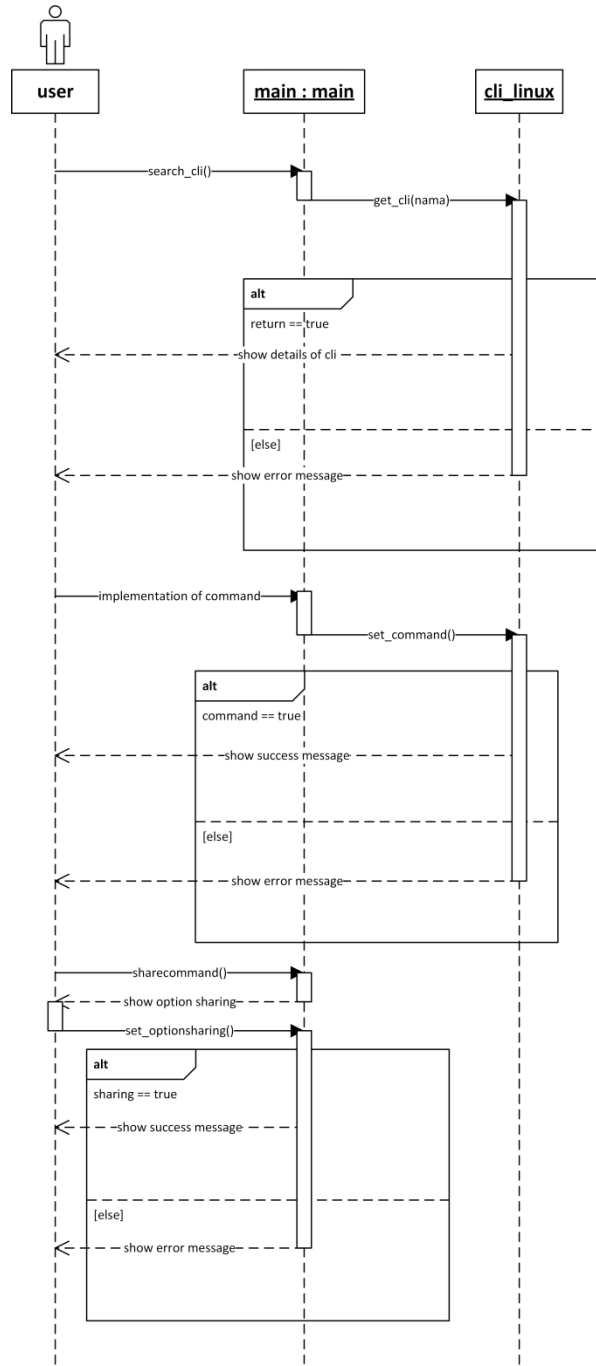 user
main : main
cli_linux
search_cli()
get_cli(nama)
alt
return == true
show details of cli
[else]
show error message
implementation of command
set_command()
alt
command == true
show success message
[else]
show error message
sharecommand()
show option sharing
set_optionsharing()
alt
sharing == true
show success message
[else]
show error message